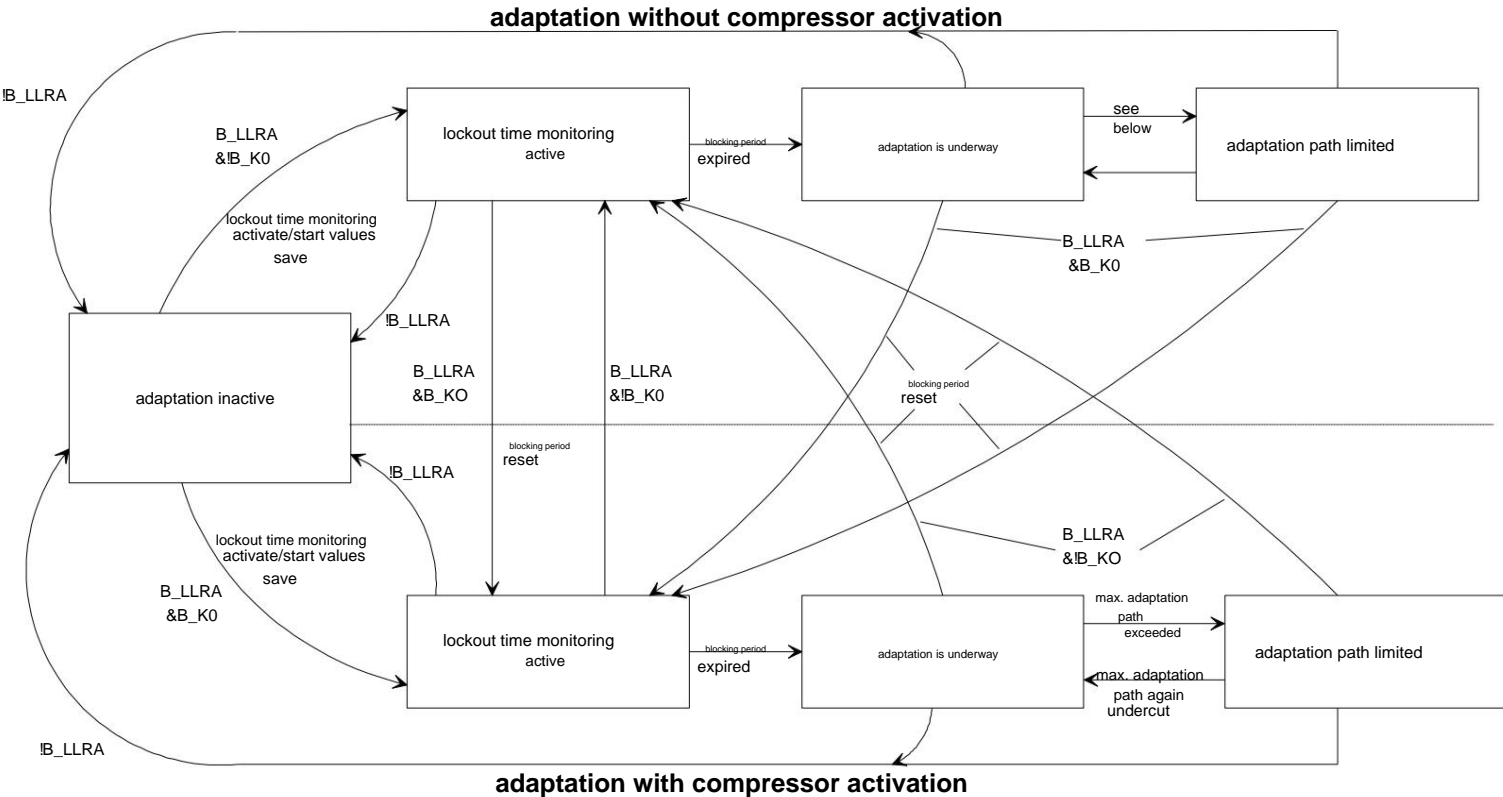 adaptation without compressor activation
!B_LLRA
B_LLRA
&!B_K0
lockout time monitoring
active
blocking period
expired
adaptation is underway
see
below
adaptation path limited
lockout time monitoring
activate/start values
save
B_LLRA
&B_K0
!B_LLRA
B_LLRA
&B_KO
B_LLRA
&!B_K0
blocking period
reset
adaptation inactive
blocking period
reset
!B_LLRA
lockout time monitoring
activate/start values
save
B_LLRA
&B_K0
B_LLRA
&!B_KO
lockout time monitoring
active
blocking period
expired
adaptation is underway
max. adaptation
path
exceeded
max. adaptation
path again
undercut
adaptation path limited
!B_LLRA
adaptation with compressor activation